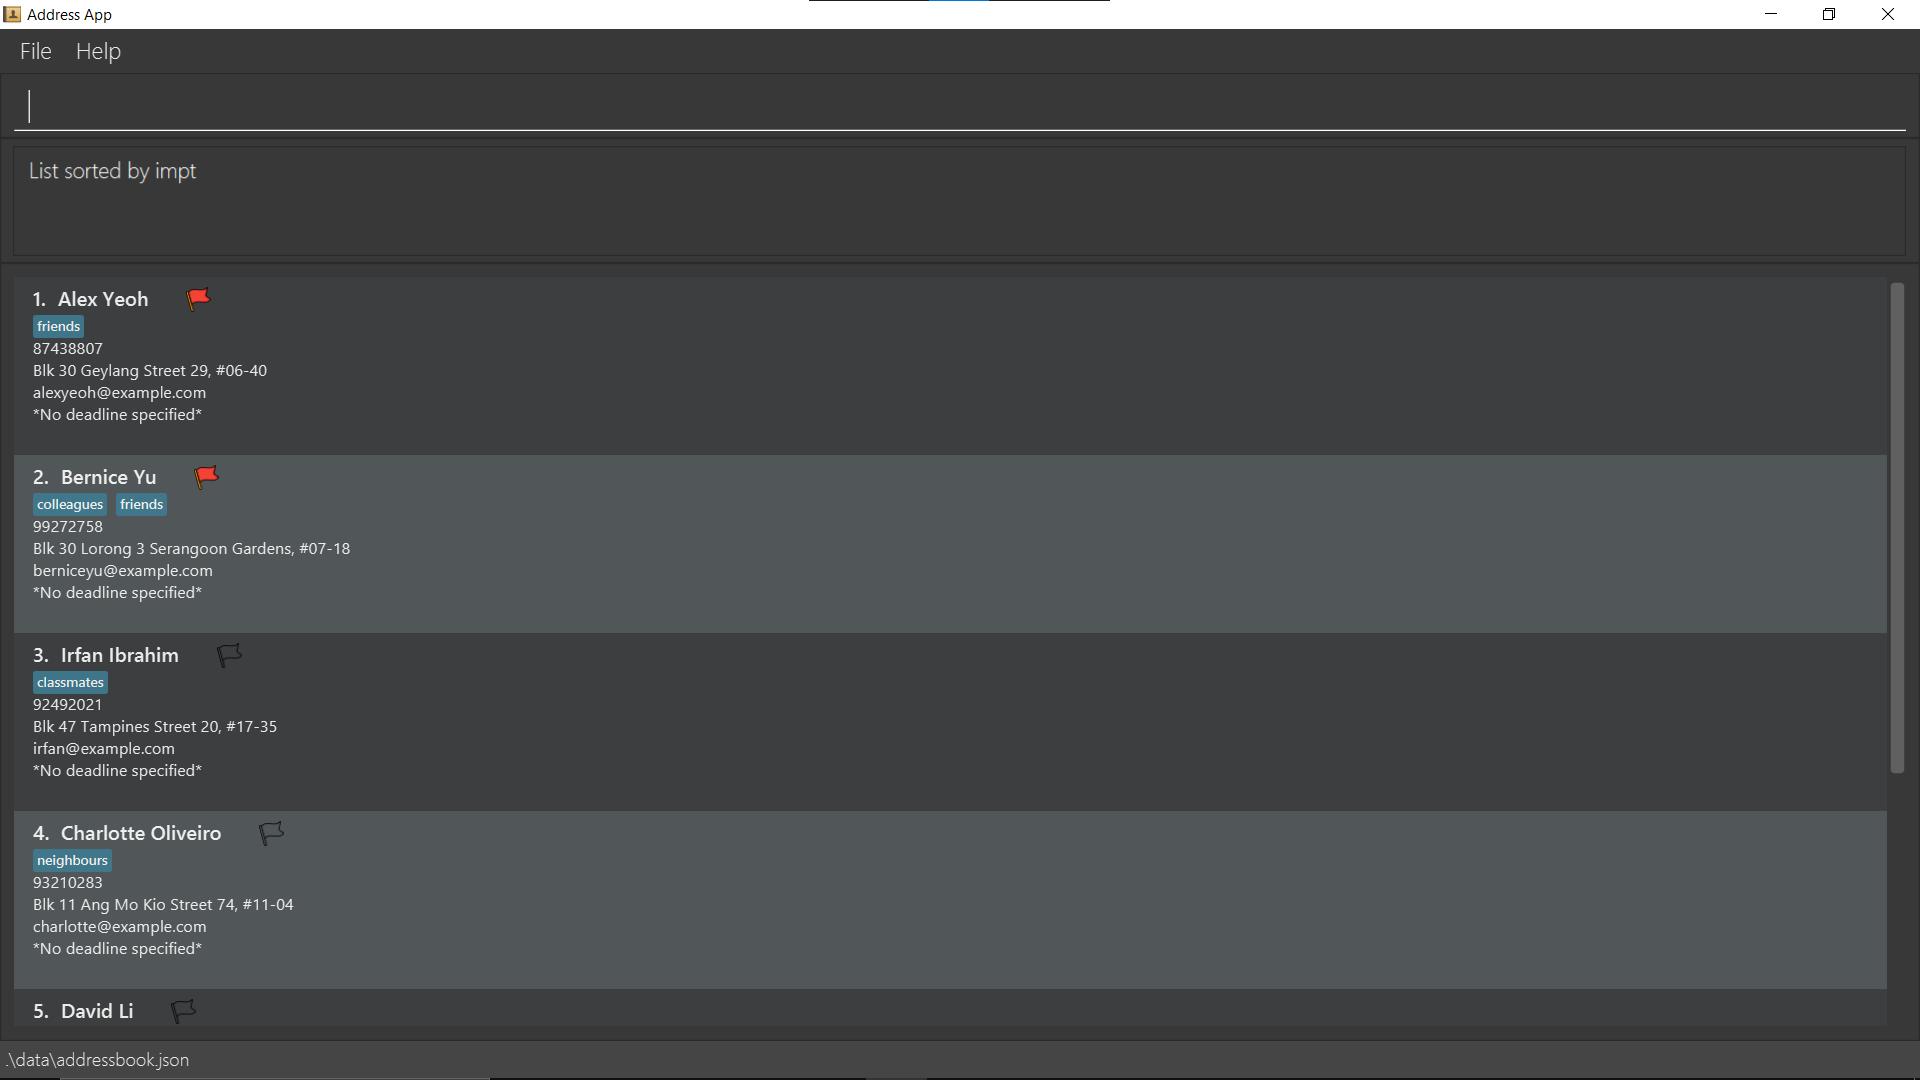 Address App
File Help
List sorted by impt
1. Alex Yeoh
friends
87438807
Blk 30 Geylang Street 29, #06-40
alexyeoh@example.com
*No deadline specified*
2. Bernice Yu
colleagues friends
99272758
Blk 30 Lorong 3 Serangoon Gardens, #07-18
berniceyu@example.com
*No deadline specified*
3. Irfan Ibrahim
classmates
92492021
Blk 47 Tampines Street 20, #17-35
irfan@example.com
*No deadline specified*
4. Charlotte Oliveiro
neighbours
93210283
Blk 11 Ang Mo Kio Street 74, #11-04
charlotte@example.com
*No deadline specified*
5. David Li
.\data\addressbook.json